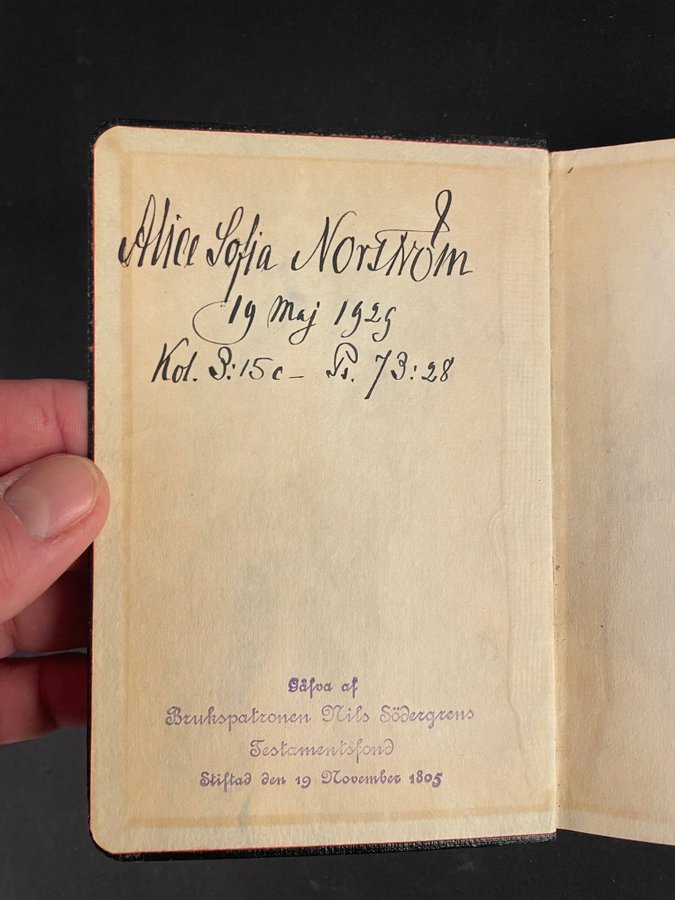 Alice Sofia Norström
19 Maj 1929
Kol. 3:15c – Ps. 73:28
Gåfva af
Brukspatronen Nils Södergrens
Testamentsfond
Stiftad den 19 November 1805